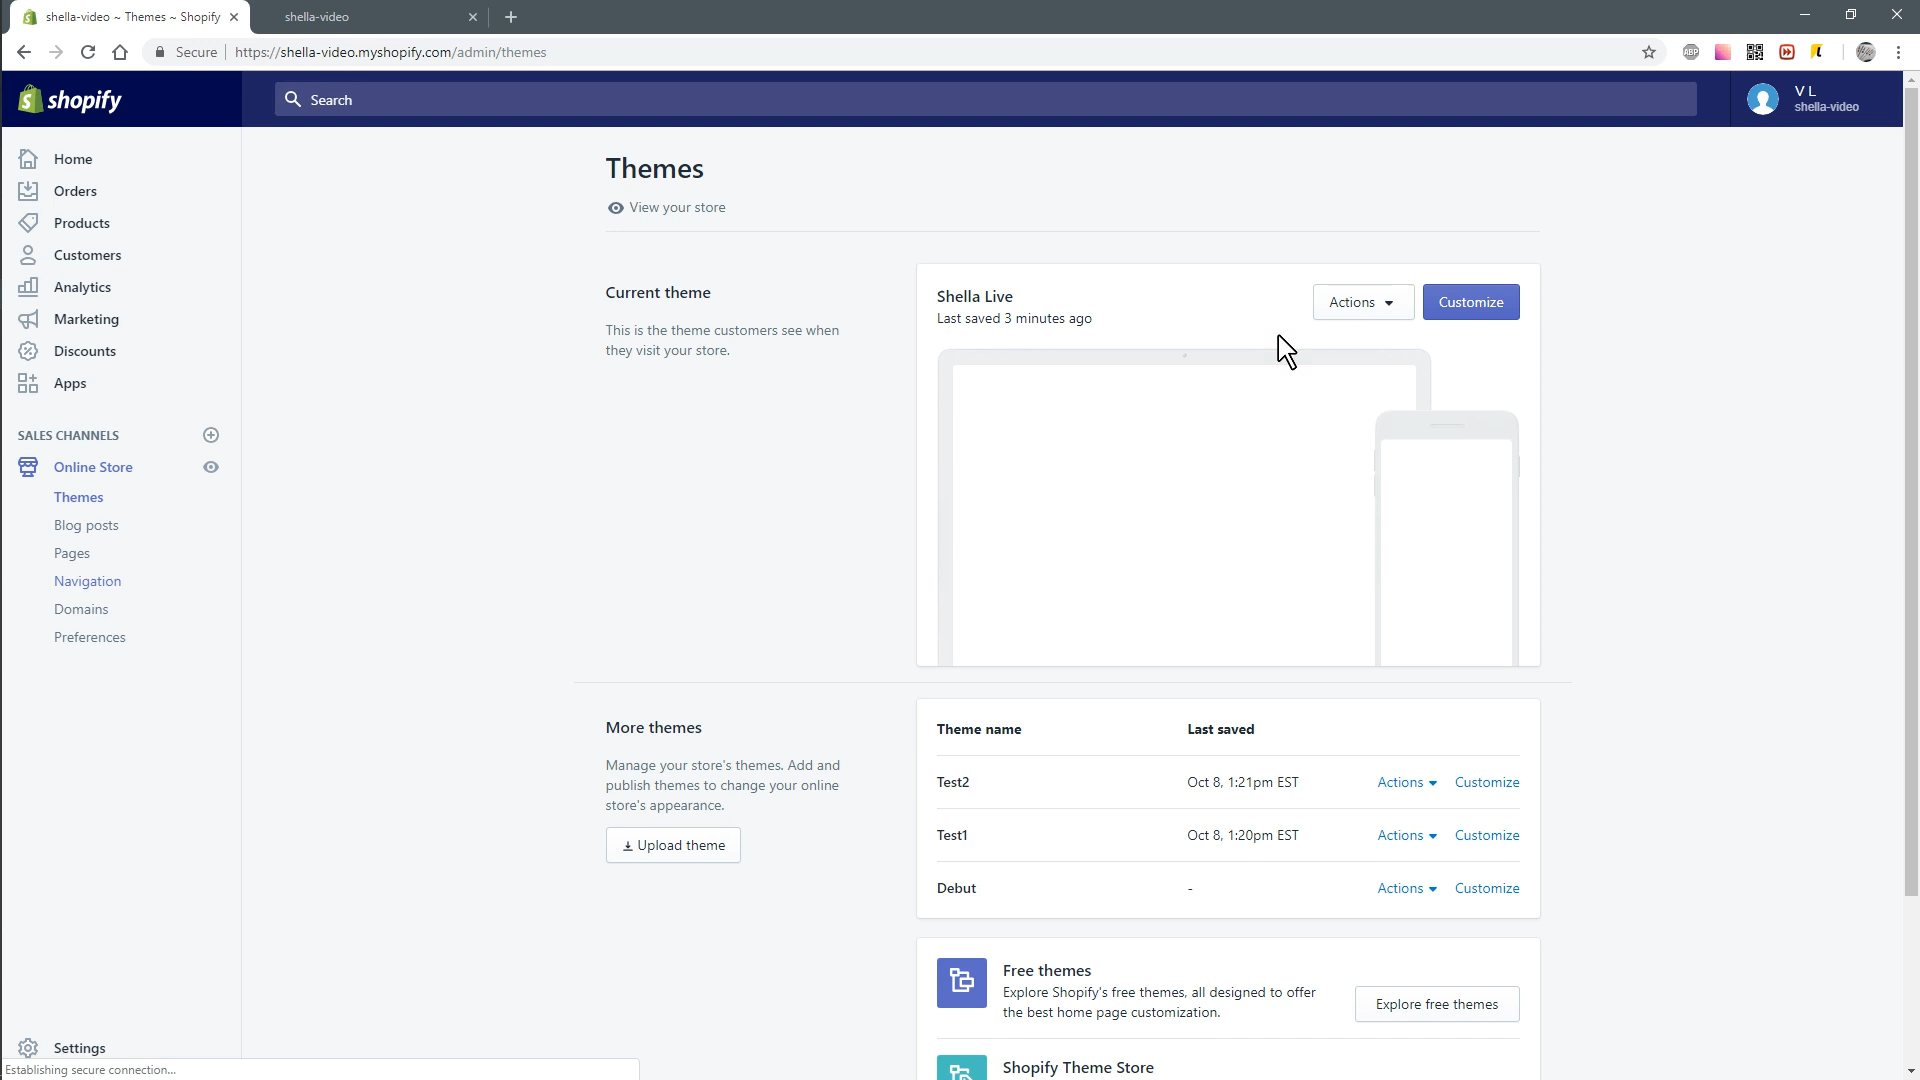 shella-video ~ Themes ~ Shopify
shella-video
Secure
https://shella-video.myshopify.com/admin/themes
ABP
shopify
Search
V L
shella-video
Home
Orders
Products
Customers
Analytics
Marketing
Discounts
Apps
SALES CHANNELS
Online Store
Themes
Blog posts
Pages
Navigation
Domains
Preferences
Settings
Establishing secure connection...
Themes
View your store
Current theme
This is the theme customers see when
they visit your store.
Shella Live
Last saved 3 minutes ago
Actions
Customize
More themes
Manage your store's themes. Add and
publish themes to change your online
store's appearance.
Upload theme
Theme name Last saved
Test2 Oct 8, 1:21pm EST Actions Customize
Test1 Oct 8, 1:20pm EST Actions Customize
Debut - Actions Customize
Free themes
Explore Shopify's free themes, all designed to offer
the best home page customization.
Explore free themes
Shopify Theme Store